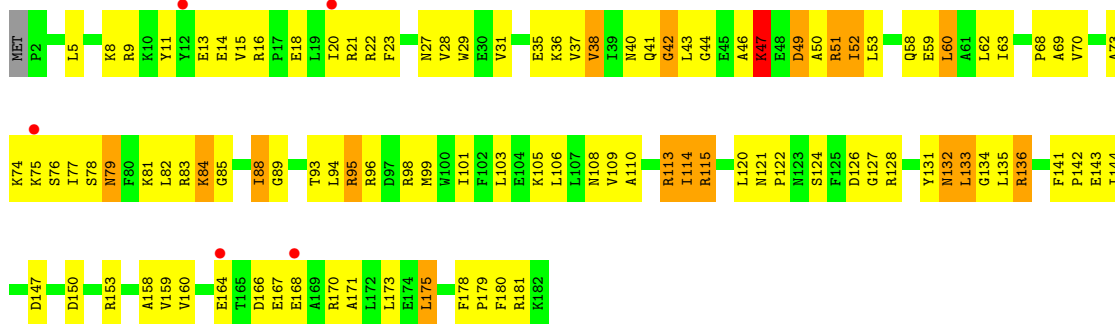 MET P2 L5 K8 R9 K10 Y11 Y12 E13 E14 V15 R16 P17 E18 L19 I20 R21 R22 F23 N27 V28 W29 E30 V31 E35 K36 V37 V38 I39 N40 Q41 G42 L43 G44 E45 A46 K47 E48 D49 A50 R51 I52 L53 Q58 E59 L60 A61 L62 I63 P68 A69 V70
K74 K75 S76 I77 S78 N79 F80 K81 L82 R83 K84 G85 I88 G89 T93 L94 R95 R96 D97 R98 M99 W100 I101 F102 L103 E104 K105 L106 L107 N108 V109 A110 R113 I114 R115 L120 N121 P122 N123 S124 F125 D126 G127 R128 Y131 N132 L133 G134 L135 R136 F141 P142 E143
D147 D150 R153 A158 V159 V160 E164 T165 D166 E167 E168 A169 R170 A171 L172 L173 E174 L175 F178 P179 F180 R181 K182